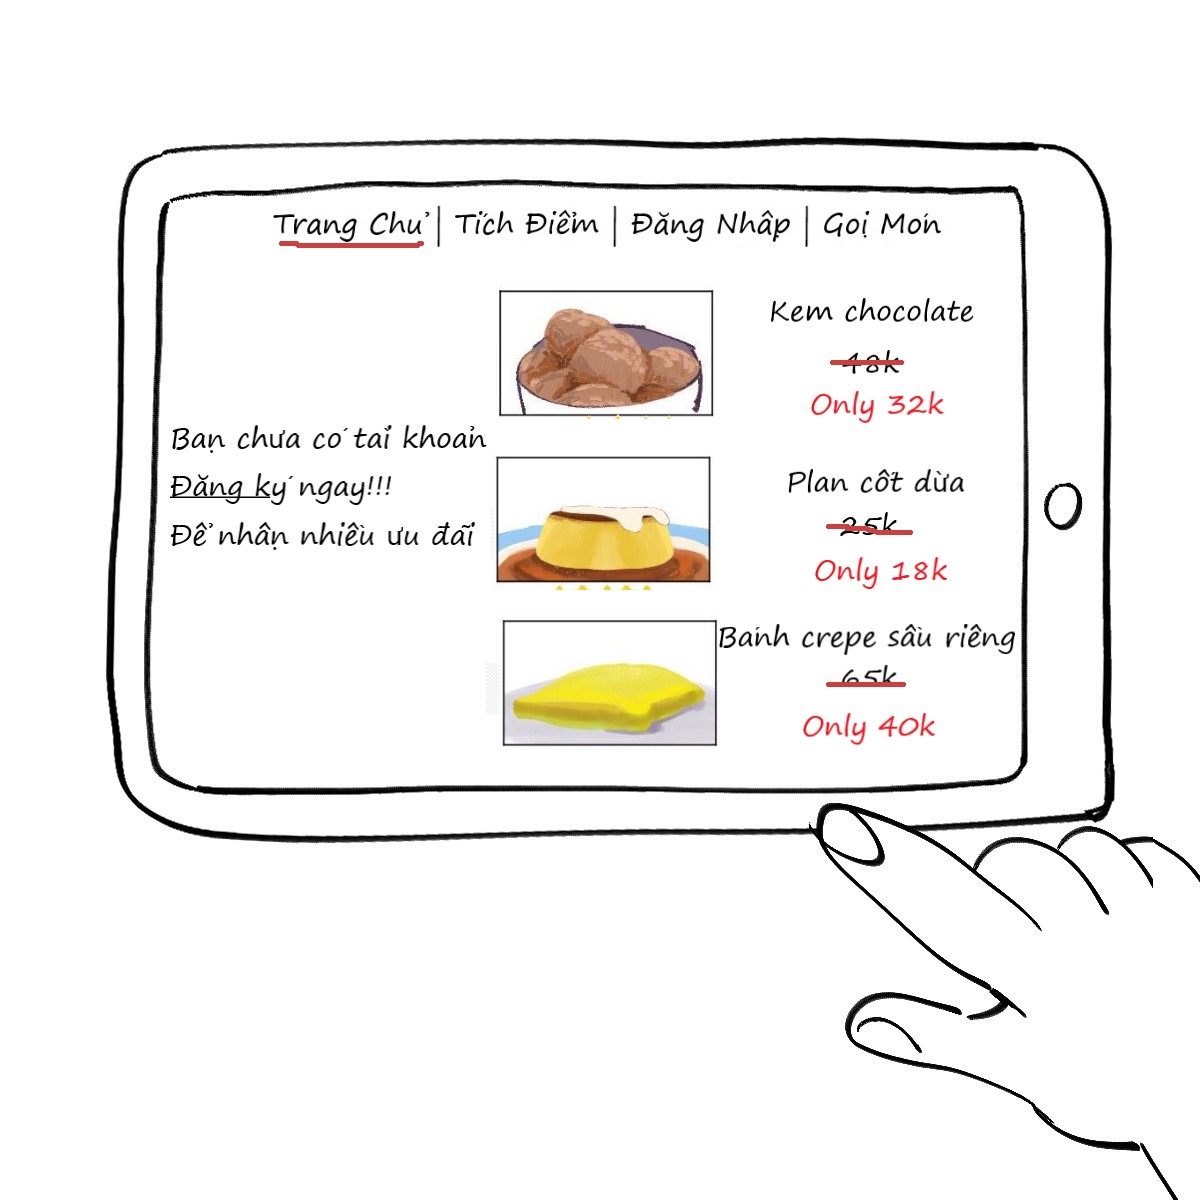 Trang Chủ | Tích Điểm | Đăng Nhập | Gọi Món
Kem chocolate
48k
Only 32k
Bạn chưa có tài khoản
Đăng ký ngay!!!
Để nhận nhiều ưu đãi
Plan cốt dừa
25k
Only 18k
Bánh crepe sầu riêng
65k
Only 40k